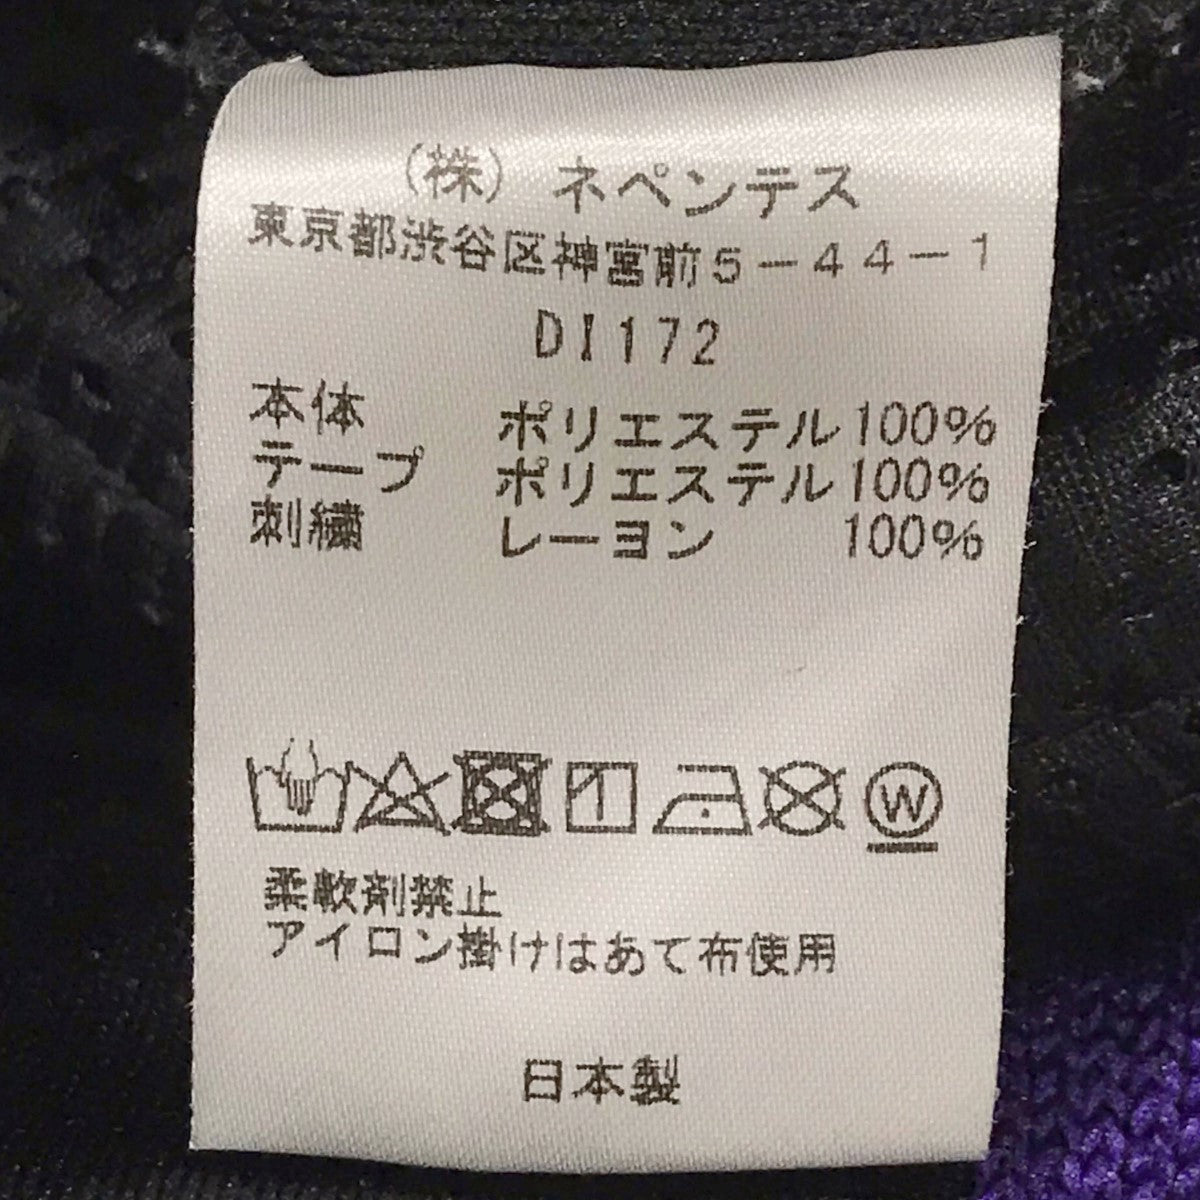 (株) ネペンテス
東京都渋谷区神宮前5-44-1
DI172
本体 ポリエステル100%
テープ ポリエステル100%
刺繍 レーヨン 100%
W
柔軟剤禁止
アイロン掛けはあて布使用
日本製